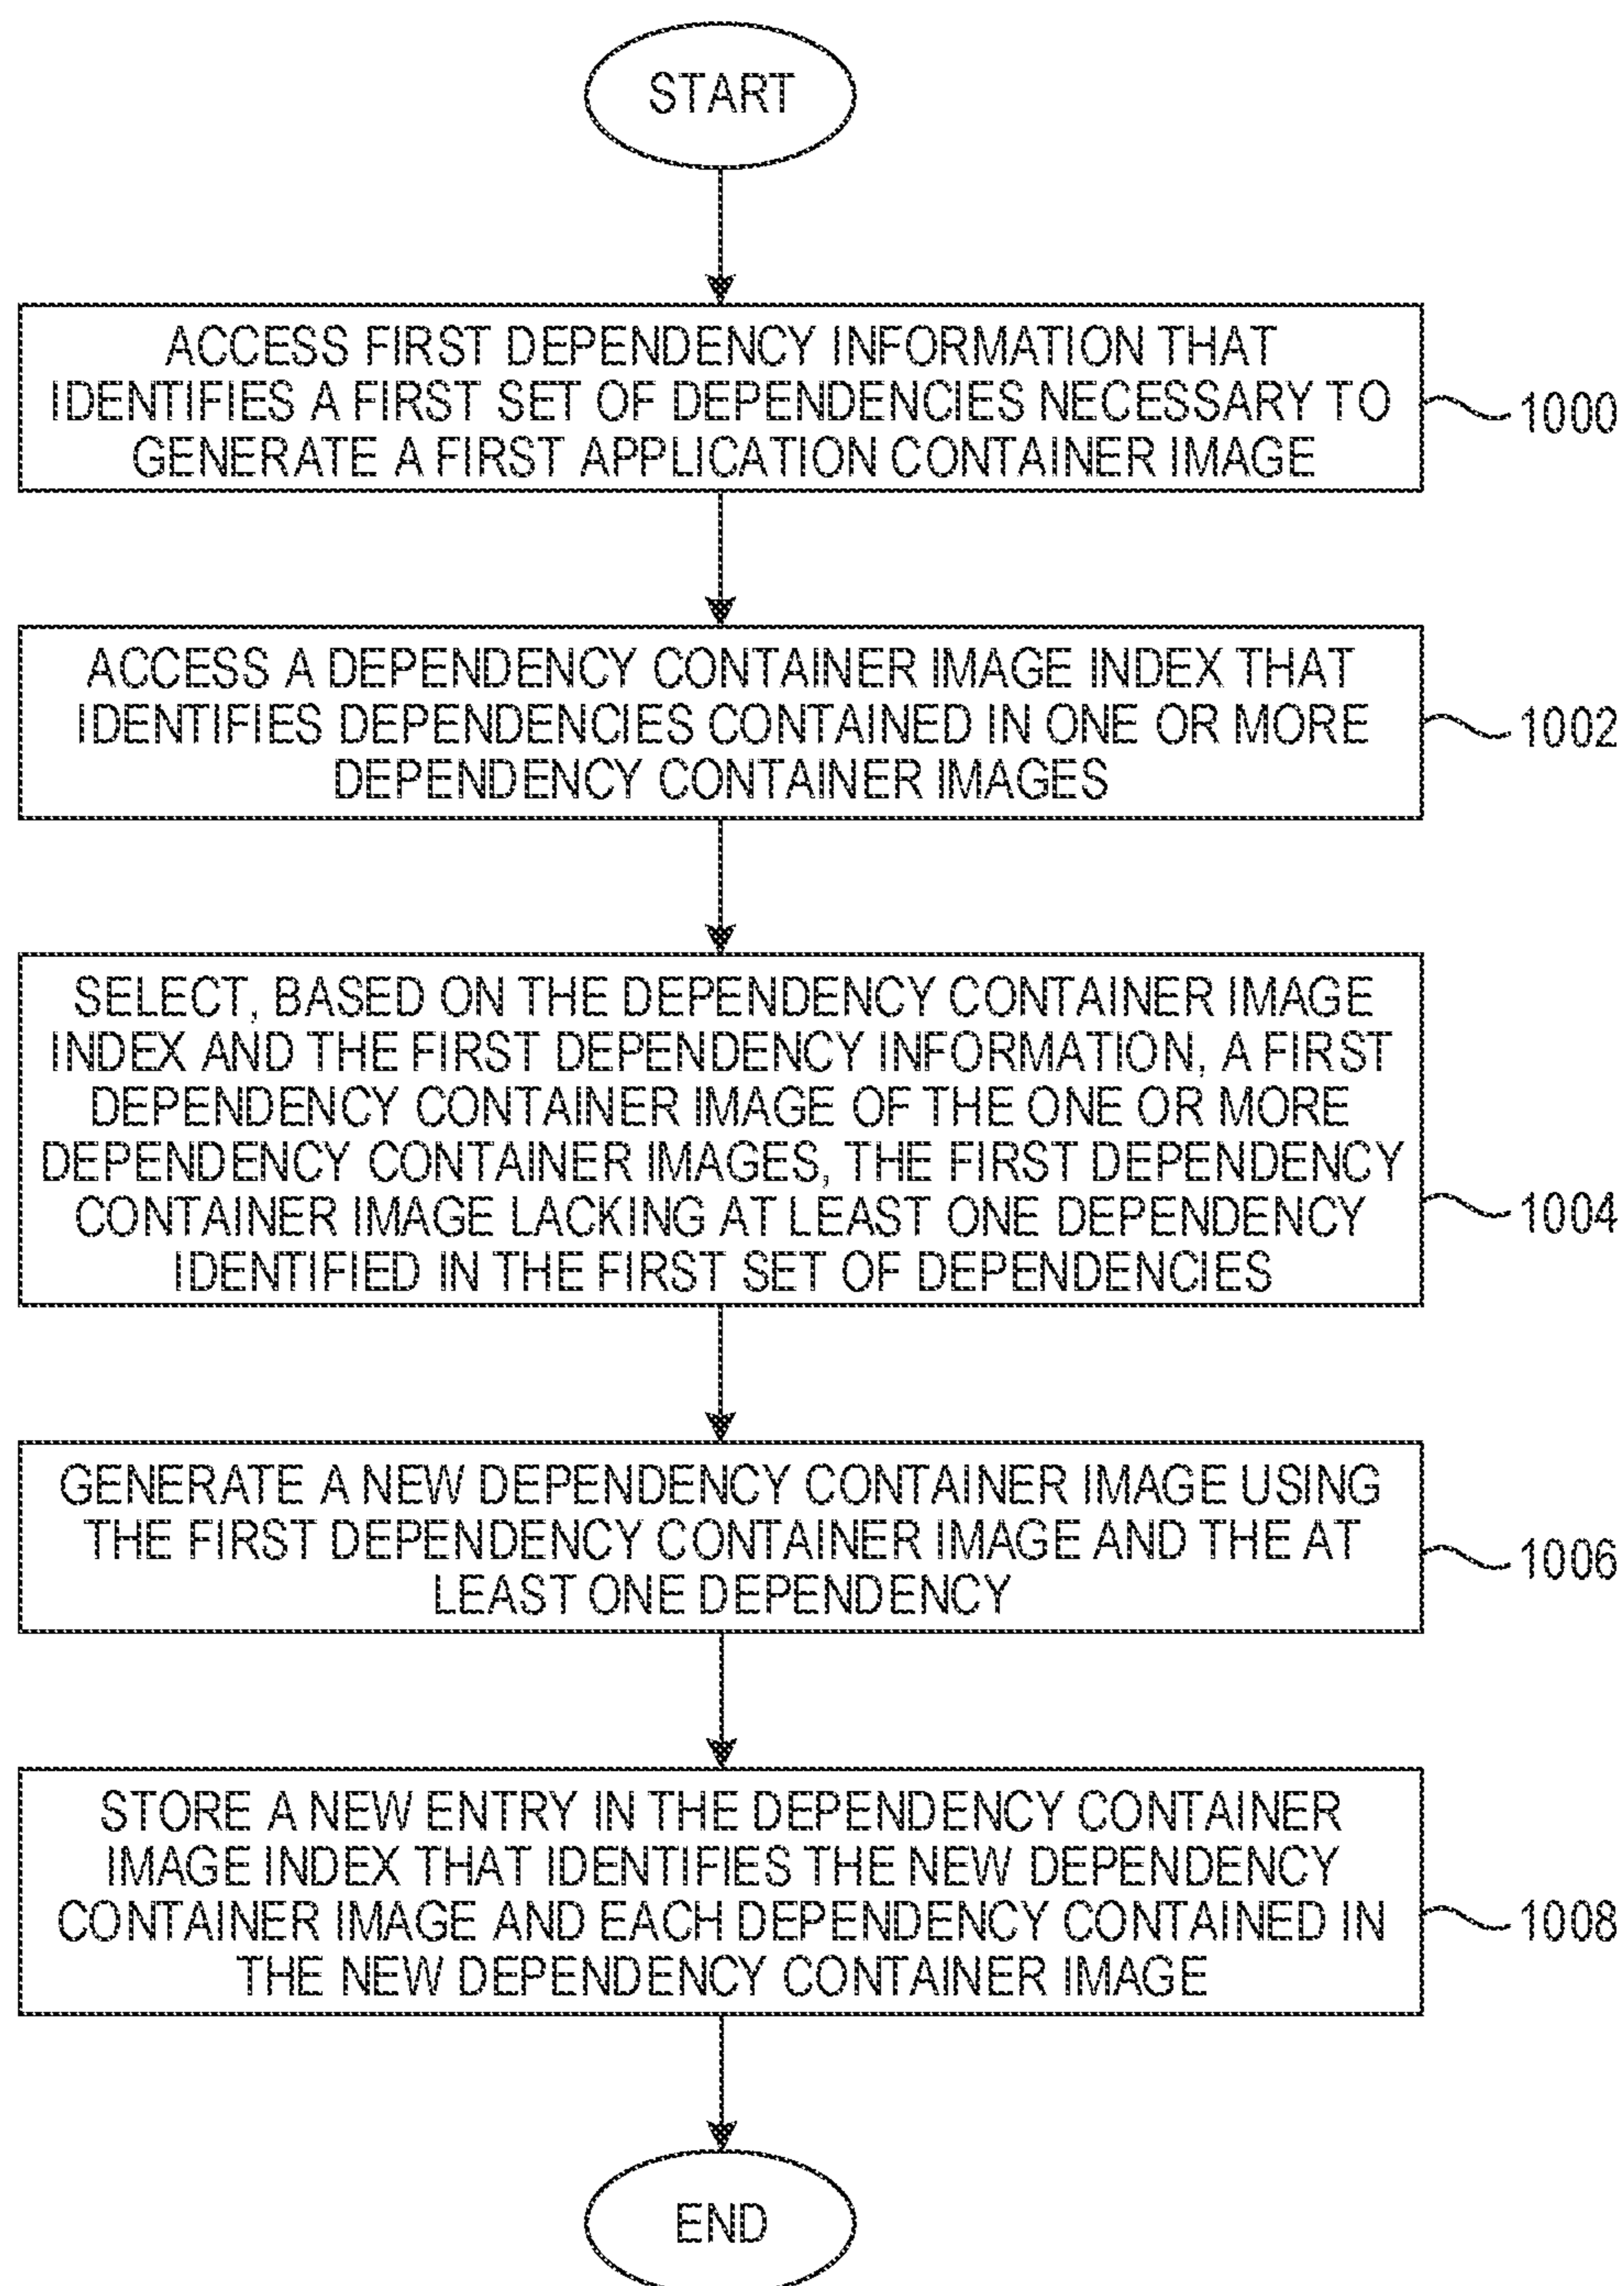 START
ACCESS FIRST DEPENDENCY INFORMATION THAT
IDENTIFIES A FIRST SET OF DEPENDENCIES NECESSARY TO
GENERATE A FIRST APPLICATION CONTAINER IMAGE
1000
ACCESS A DEPENDENCY CONTAINER IMAGE INDEX THAT
IDENTIFIES DEPENDENCIES CONTAINED IN ONE OR MORE
DEPENDENCY CONTAINER IMAGES
1002
SELECT, BASED ON THE DEPENDENCY CONTAINER IMAGE
INDEX AND THE FIRST DEPENDENCY INFORMATION, A FIRST
DEPENDENCY CONTAINER IMAGE OF THE ONE OR MORE
DEPENDENCY CONTAINER IMAGES, THE FIRST DEPENDENCY
CONTAINER IMAGE LACKING AT LEAST ONE DEPENDENCY
IDENTIFIED IN THE FIRST SET OF DEPENDENCIES
1004
GENERATE A NEW DEPENDENCY CONTAINER IMAGE USING
THE FIRST DEPENDENCY CONTAINER IMAGE AND THE AT
LEAST ONE DEPENDENCY
1006
STORE A NEW ENTRY IN THE DEPENDENCY CONTAINER
IMAGE INDEX THAT IDENTIFIES THE NEW DEPENDENCY
CONTAINER IMAGE AND EACH DEPENDENCY CONTAINED IN
THE NEW DEPENDENCY CONTAINER IMAGE
1008
END